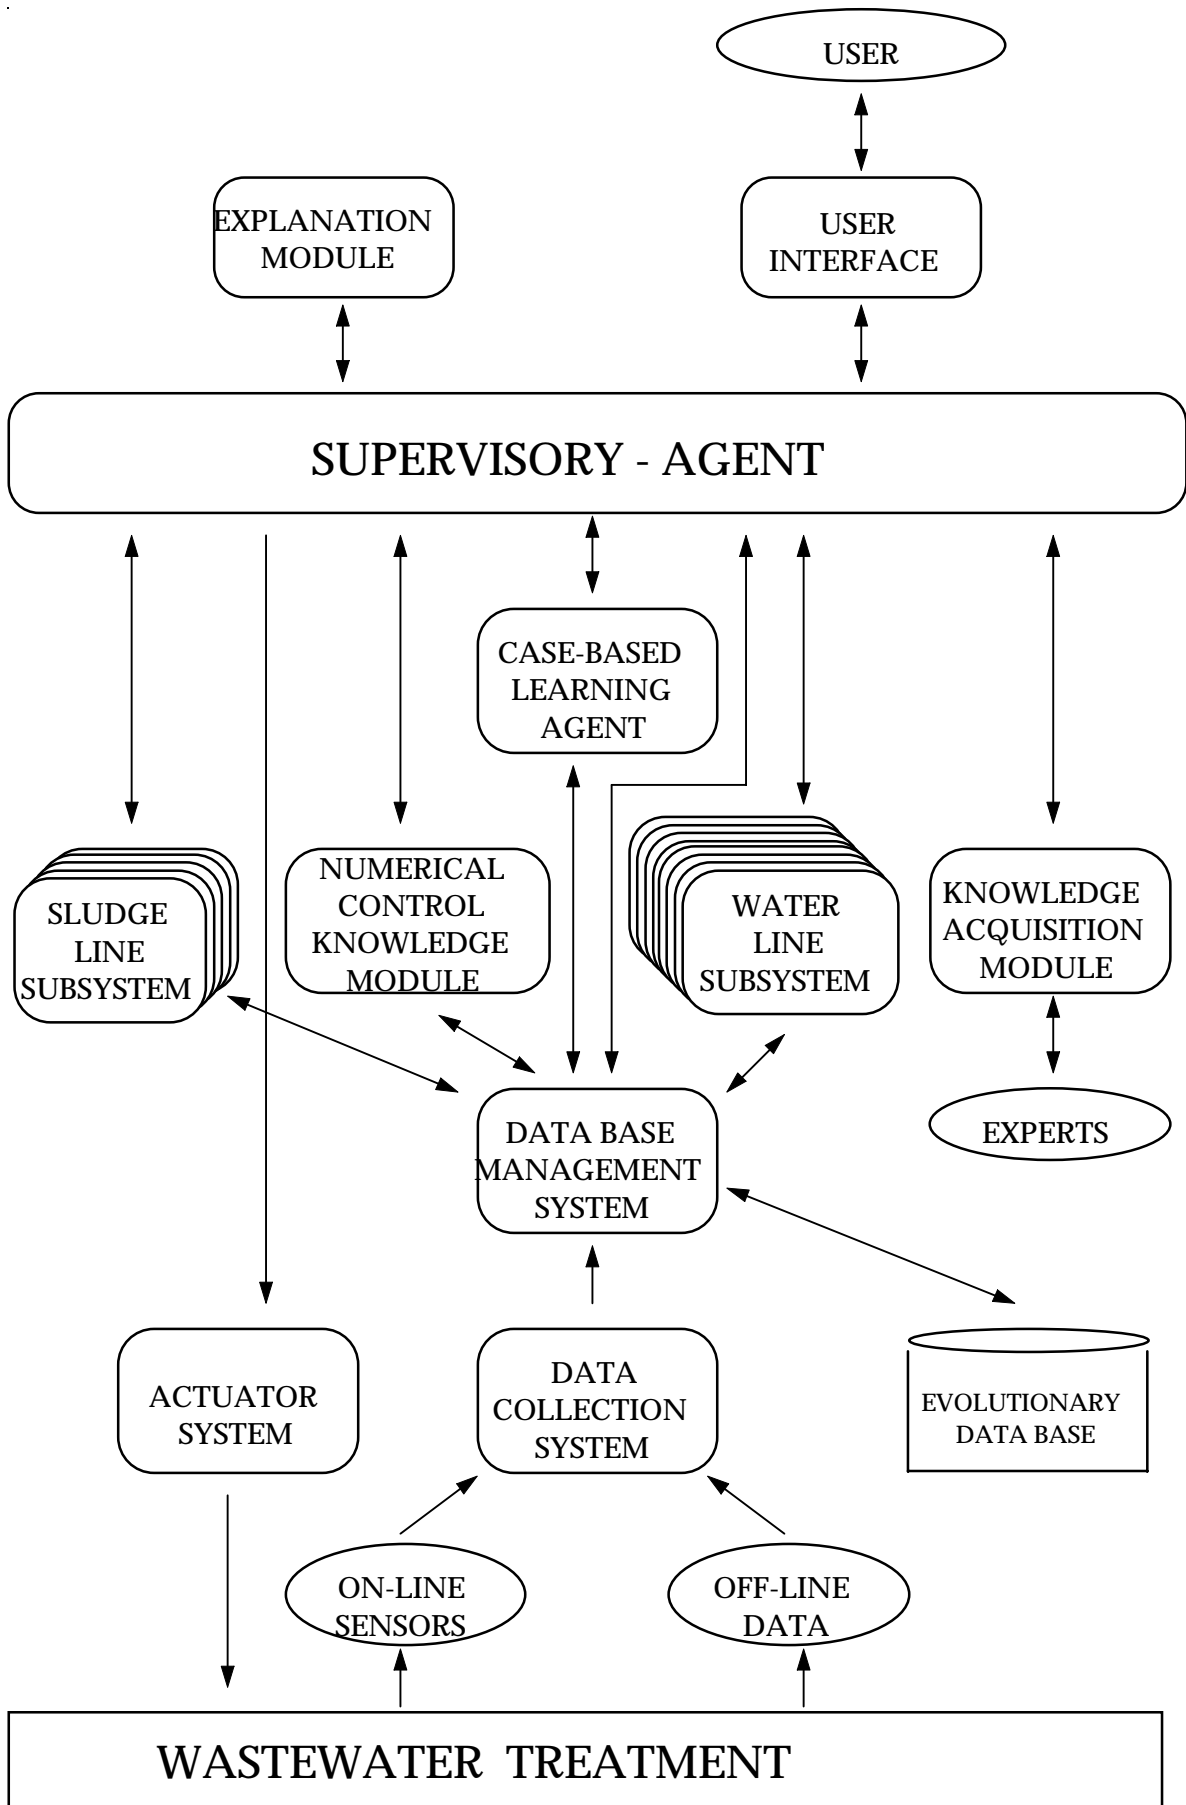 USER
EXPLANATION
MODULE
USER
INTERFACE
SUPERVISORY - AGENT
CASE-BASED
LEARNING
AGENT
SLUDGE
LINE
SUBSYSTEM
NUMERICAL
CONTROL
KNOWLEDGE
MODULE
WATER
LINE
SUBSYSTEM
KNOWLEDGE
ACQUISITION
MODULE
DATA BASE
MANAGEMENT
SYSTEM
EXPERTS
ACTUATOR
SYSTEM
DATA
COLLECTION
SYSTEM
EVOLUTIONARY
DATA BASE
ON-LINE
SENSORS
OFF-LINE
DATA
WASTEWATER TREATMENT